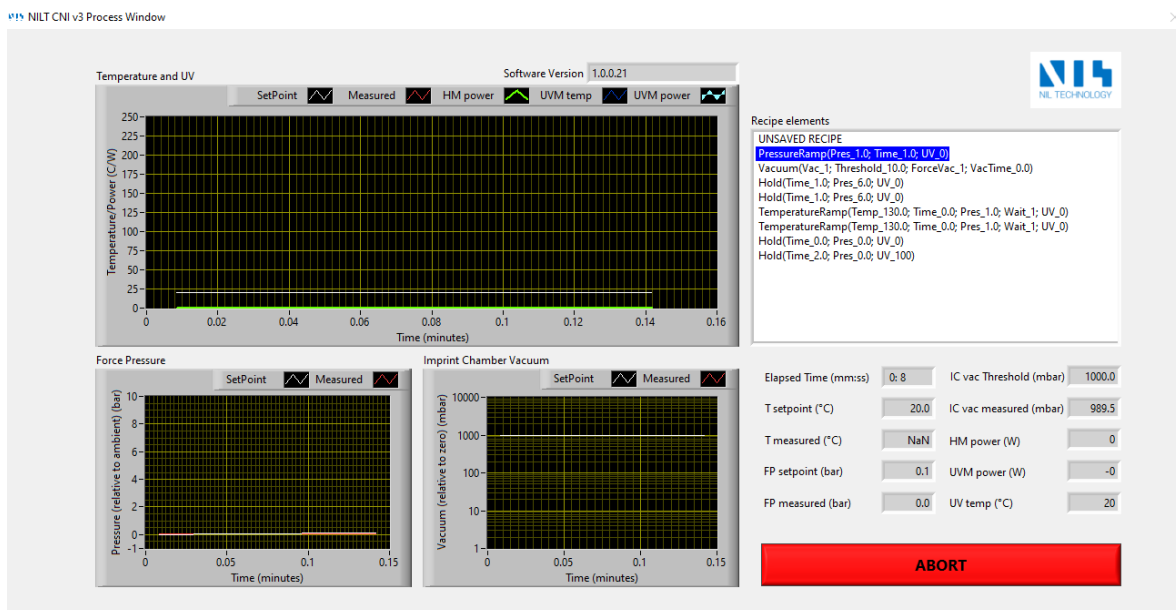 NILT CNI v3 Process Window
NIL TECHNOLOGY
Temperature and UV
Software Version 1.0.0.21
SetPoint Measured HM power UVM temp UVM power
Temperature/Power (C/W)
250
225
200
175
150
125
100
75
50
25
0
0 0.02 0.04 0.06 0.08 0.1 0.12 0.14 0.16
Time (minutes)
Recipe elements
UNSAVED RECIPE
PressureRamp(Pres_1.0; Time_1.0; UV_0)
Vacuum(Vac_1; Threshold_10.0; ForceVac_1; VacTime_0.0)
Hold(Time_1.0; Pres_6.0; UV_0)
Hold(Time_1.0; Pres_6.0; UV_0)
TemperatureRamp(Temp_130.0; Time_0.0; Pres_1.0; Wait_1; UV_0)
TemperatureRamp(Temp_130.0; Time_0.0; Pres_1.0; Wait_1; UV_0)
Hold(Time_0.0; Pres_0.0; UV_0)
Hold(Time_2.0; Pres_0.0; UV_100)
Force Pressure
SetPoint Measured
Pressure (relative to ambient) (bar)
10
8
6
4
2
0
-1
0 0.05 0.1 0.15
Time (minutes)
Imprint Chamber Vacuum
SetPoint Measured
Vacuum (relative to zero) (mbar)
10000
1000
100
10
1
0 0.05 0.1 0.15
Time (minutes)
Elapsed Time (mm:ss) 0: 8 IC vac Threshold (mbar) 1000.0
T setpoint (°C) 20.0 IC vac measured (mbar) 989.5
T measured (°C) NaN HM power (W) 0
FP setpoint (bar) 0.1 UVM power (W) -0
FP measured (bar) 0.0 UV temp (°C) 20
ABORT